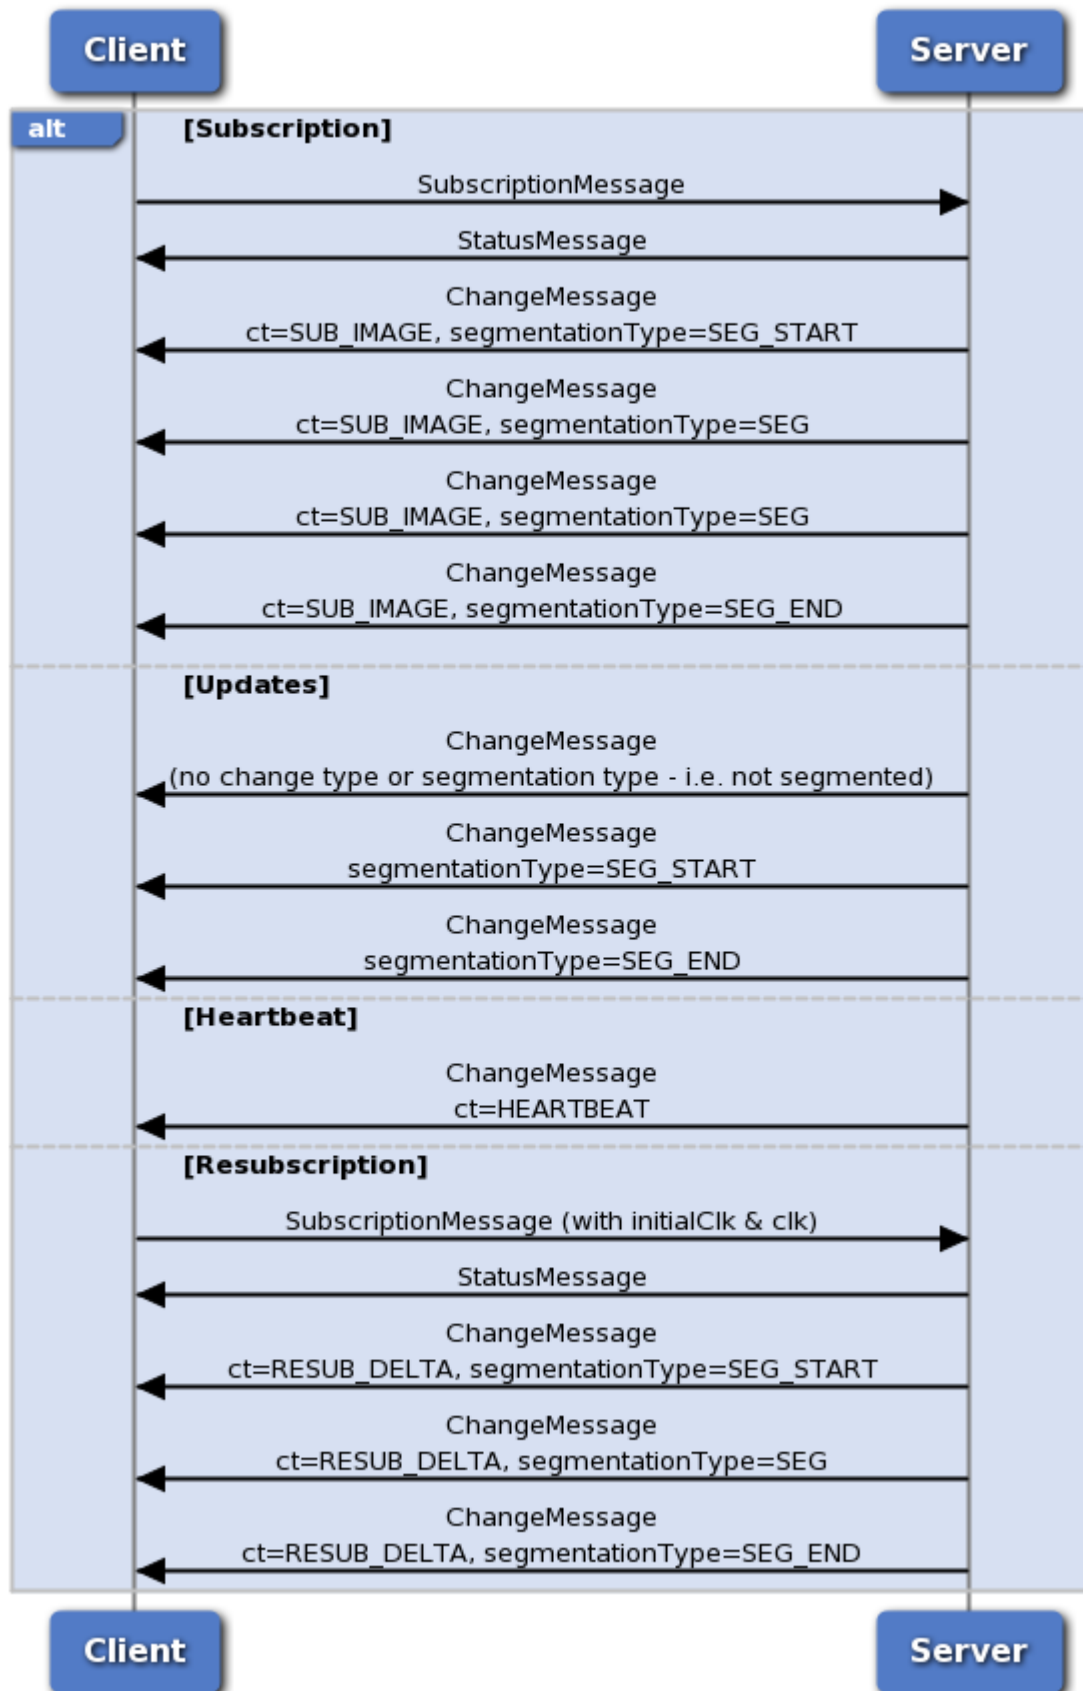 Client Server
alt [Subscription]
SubscriptionMessage
StatusMessage
ChangeMessage
ct=SUB_IMAGE, segmentationType=SEG_START
ChangeMessage
ct=SUB_IMAGE, segmentationType=SEG
ChangeMessage
ct=SUB_IMAGE, segmentationType=SEG
ChangeMessage
ct=SUB_IMAGE, segmentationType=SEG_END
[Updates]
ChangeMessage
(no change type or segmentation type - i.e. not segmented)
ChangeMessage
segmentationType=SEG_START
ChangeMessage
segmentationType=SEG_END
[Heartbeat]
ChangeMessage
ct=HEARTBEAT
[Resubscription]
SubscriptionMessage (with initialClk & clk)
StatusMessage
ChangeMessage
ct=RESUB_DELTA, segmentationType=SEG_START
ChangeMessage
ct=RESUB_DELTA, segmentationType=SEG
ChangeMessage
ct=RESUB_DELTA, segmentationType=SEG_END
Client Server